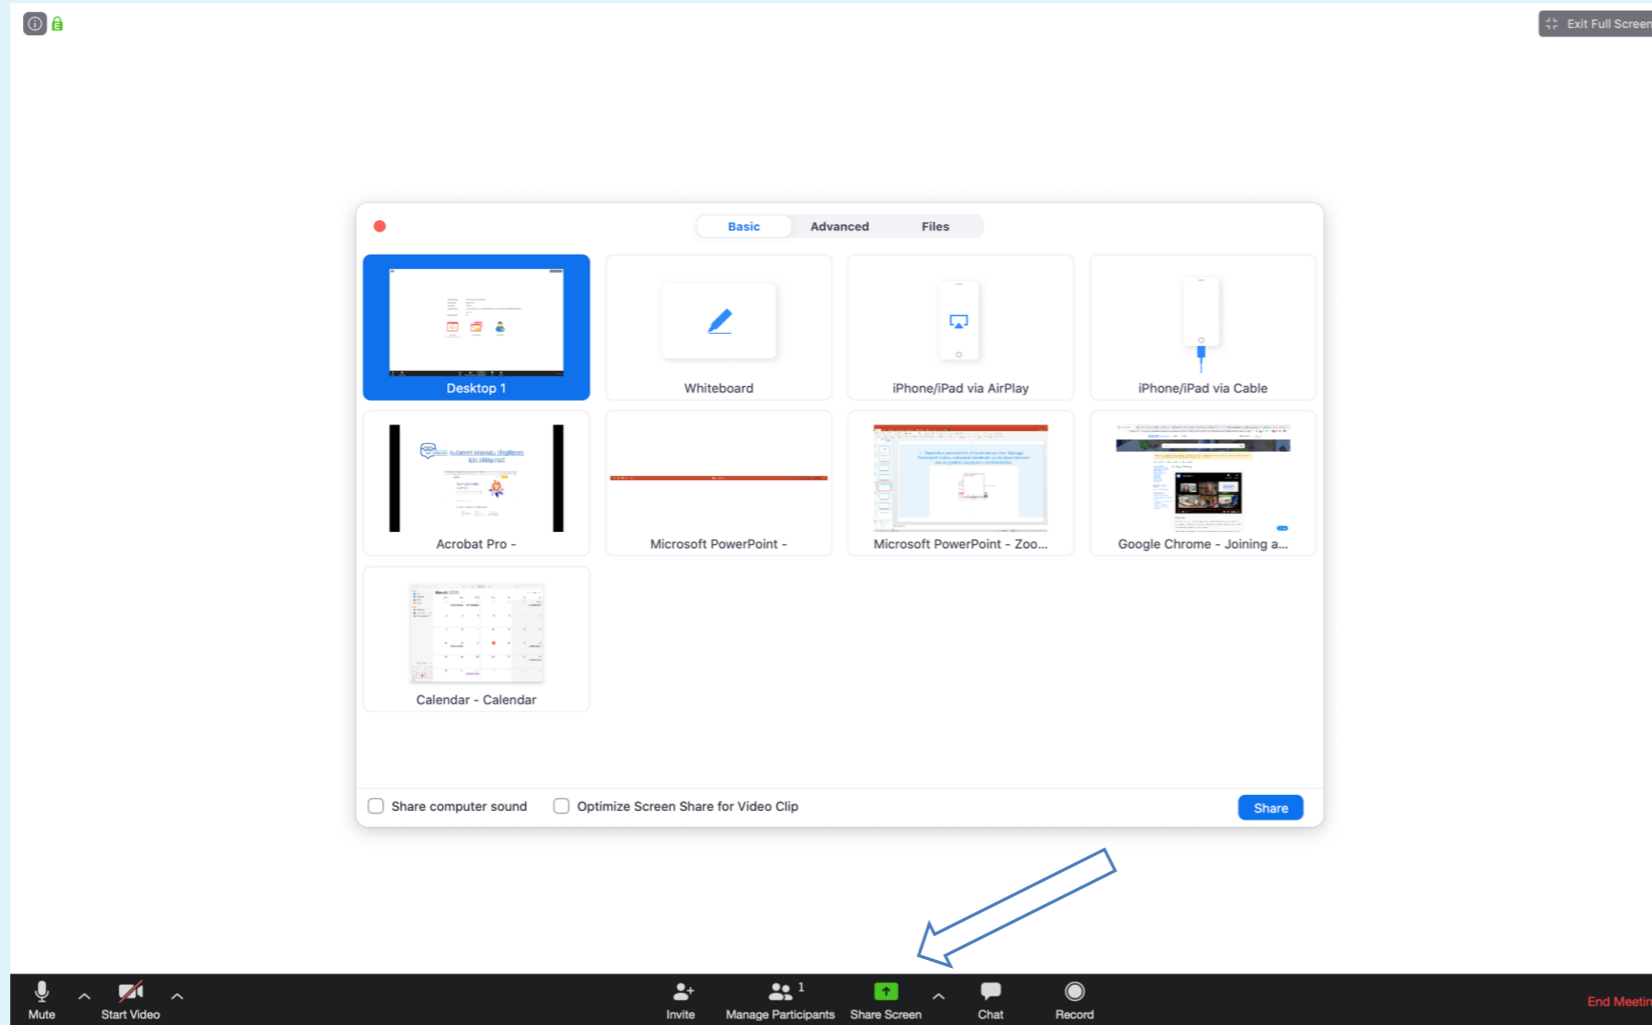 Exit Full Screen
Basic Advanced Files
Desktop 1
Whiteboard
iPhone/iPad via AirPlay
iPhone/iPad via Cable
Acrobat Pro -
Microsoft PowerPoint -
Microsoft PowerPoint - Zoo...
Google Chrome - Joining a...
March 2020
Calendar - Calendar
Share computer sound
Optimize Screen Share for Video Clip
Share
1
Mute
Start Video
Invite
Manage Participants
Share Screen
Chat
Record
End Meetin